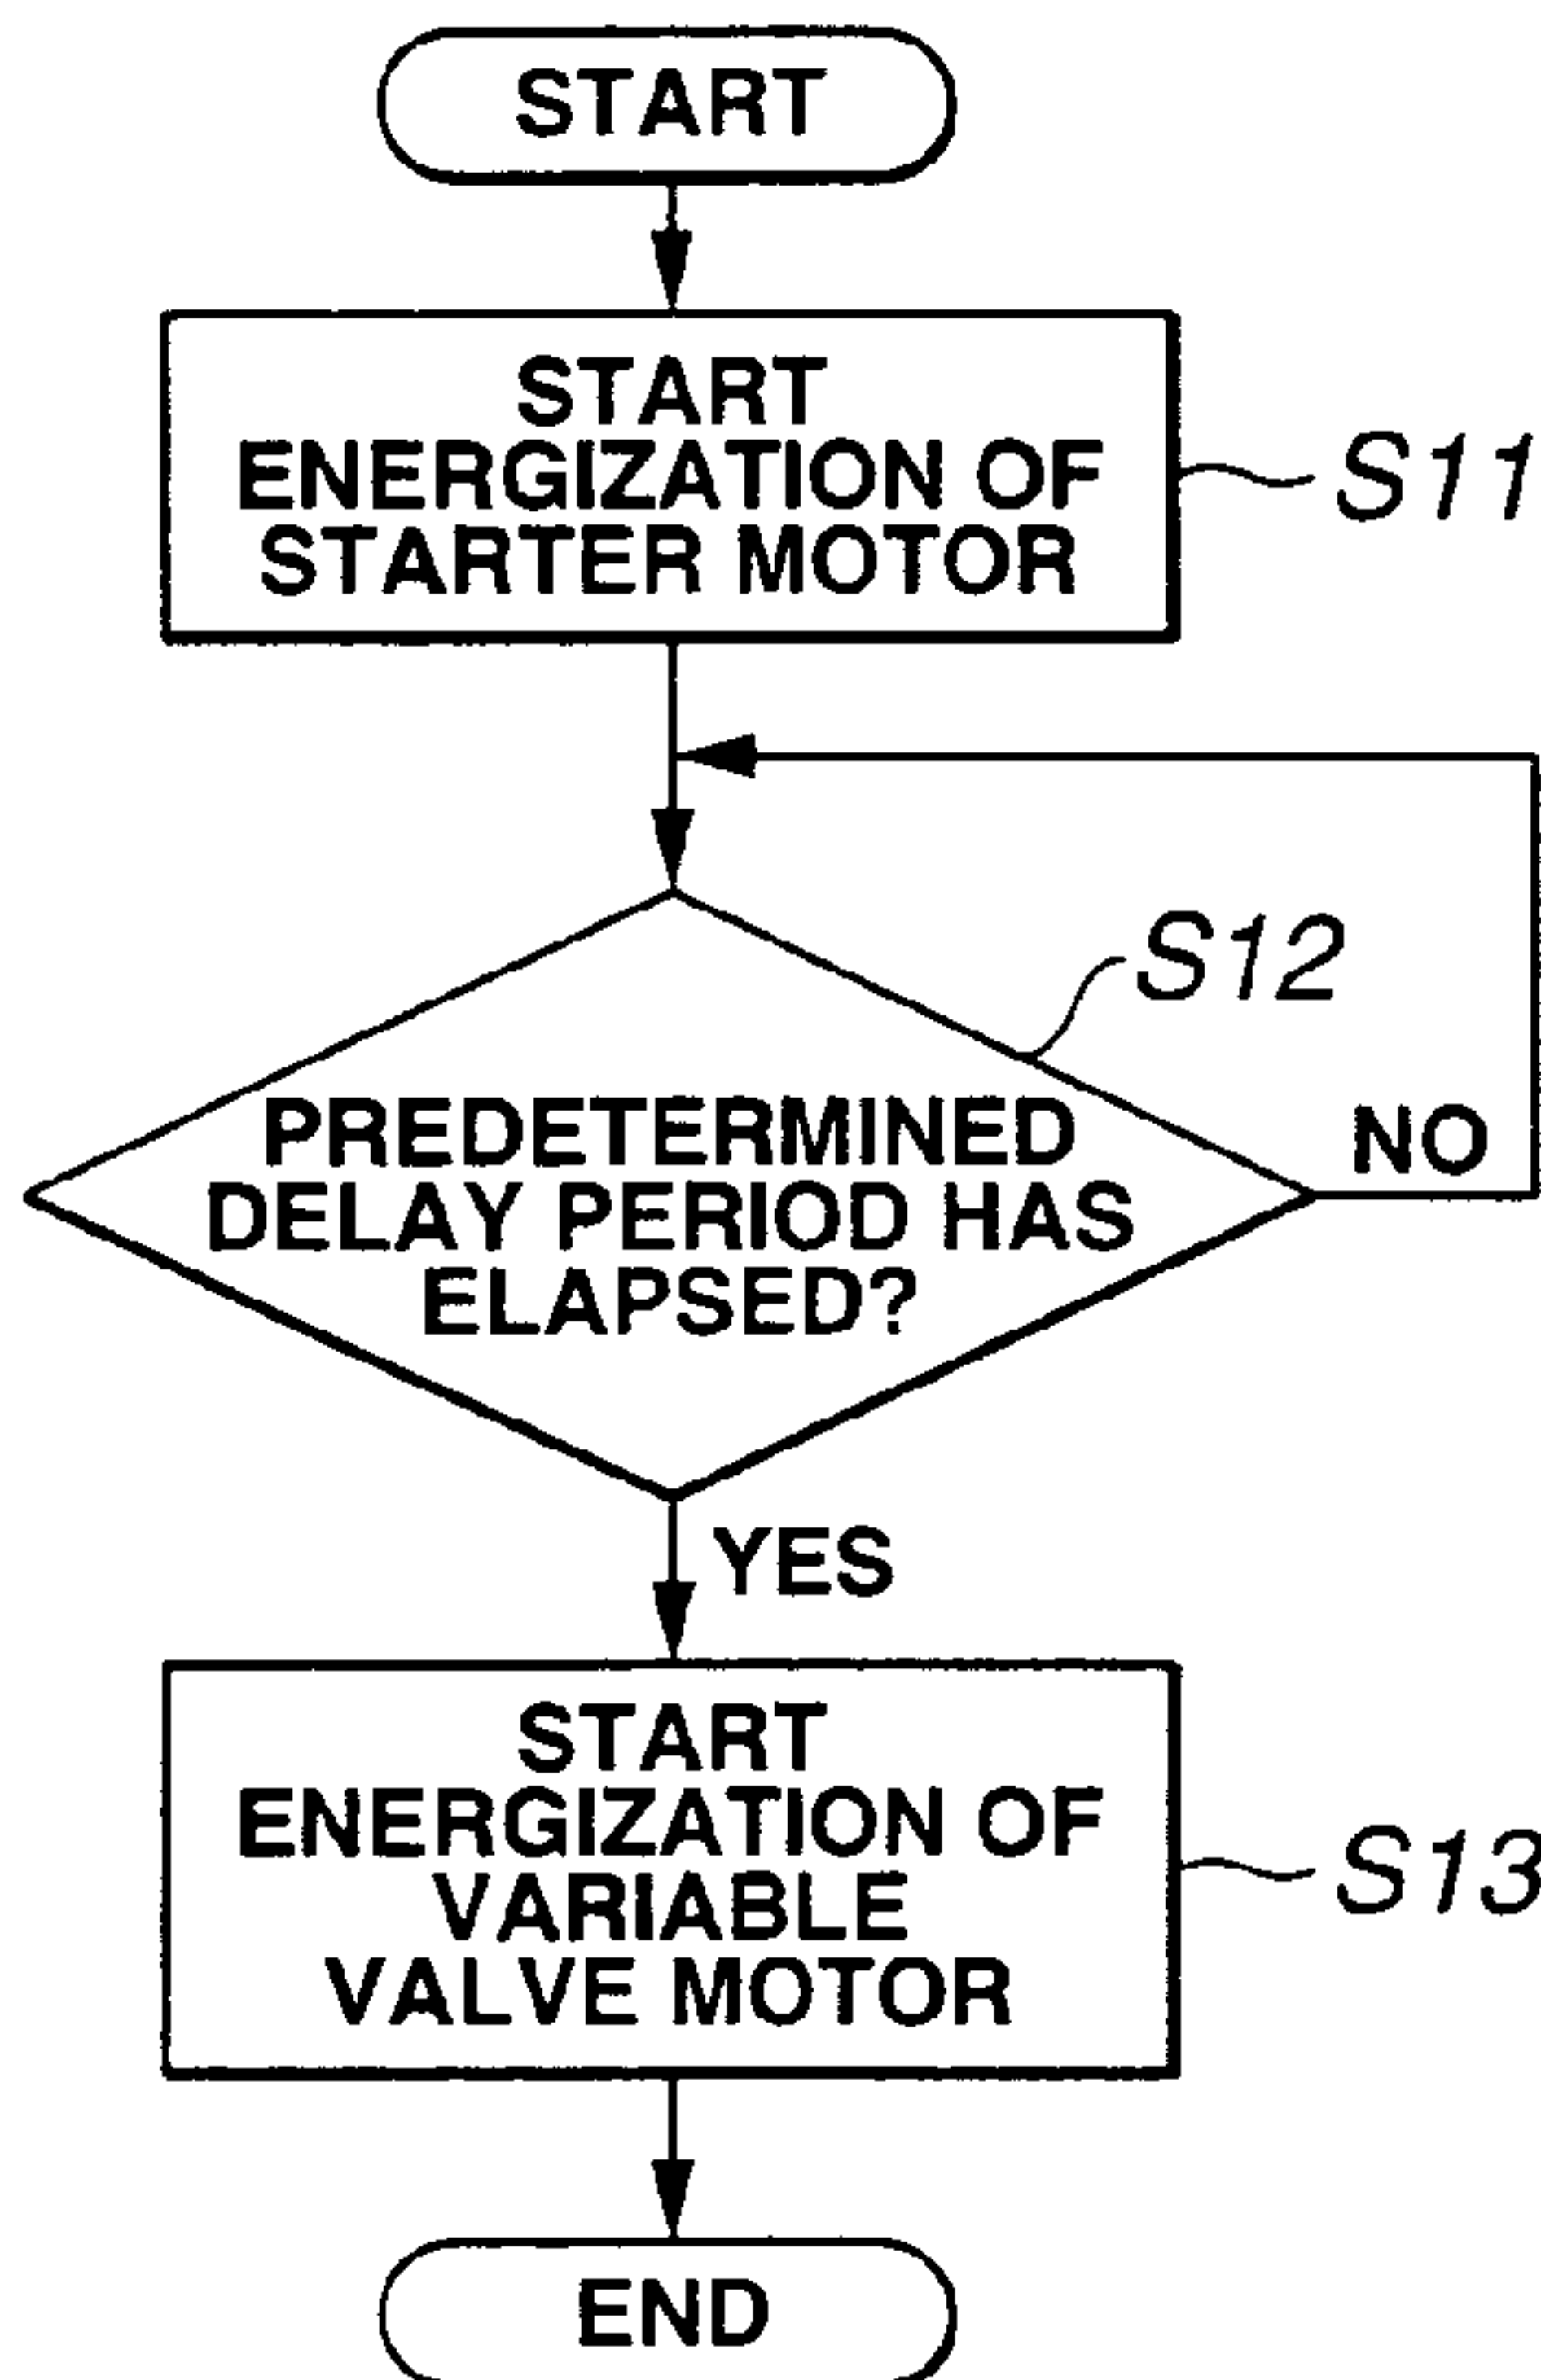 START
START
ENERGIZATION OF
STARTER MOTOR
S11
S12
PREDETERMINED
DELAY PERIOD HAS
ELAPSED?
NO
YES
START
ENERGIZATION OF
VARIABLE
VALVE MOTOR
S13
END